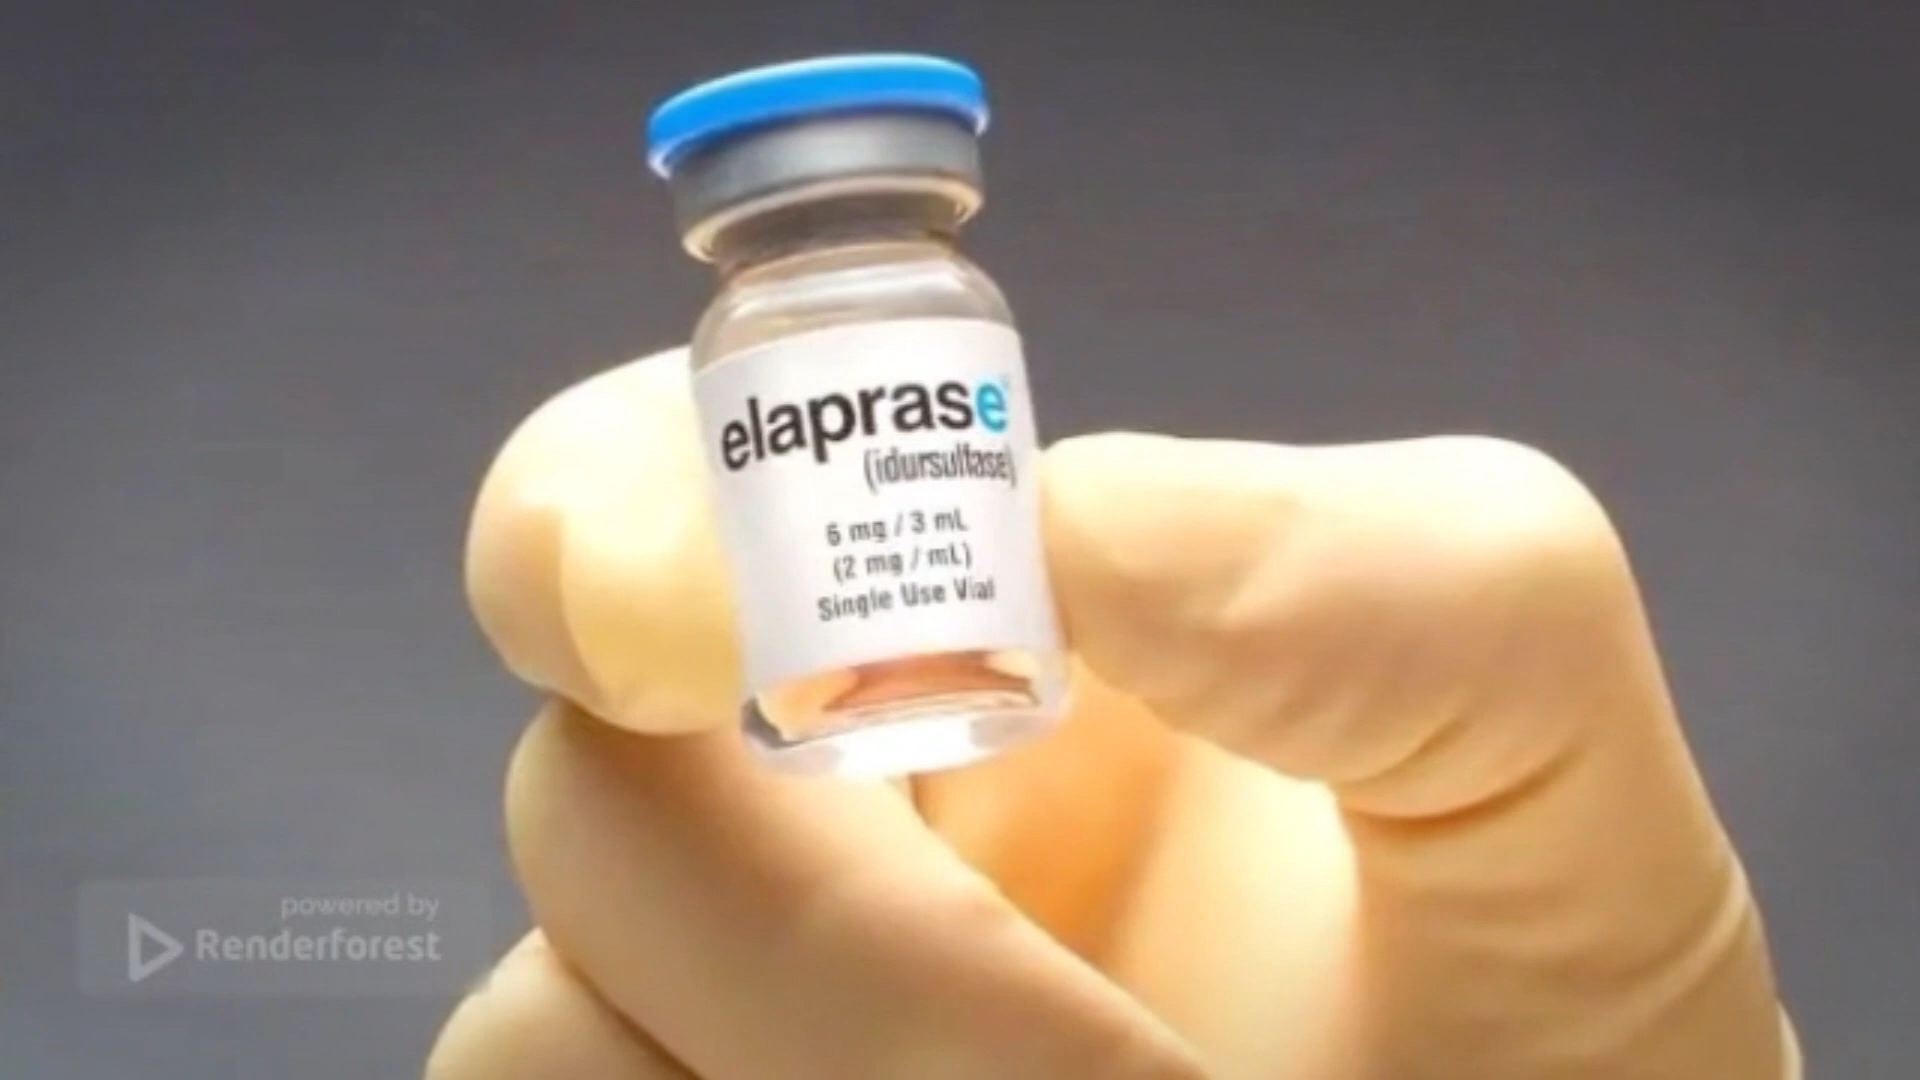 elaprase
(idursulfase)
6 mg / 3 mL
(2 mg / mL)
Single Use Vial
powered by
Renderforest